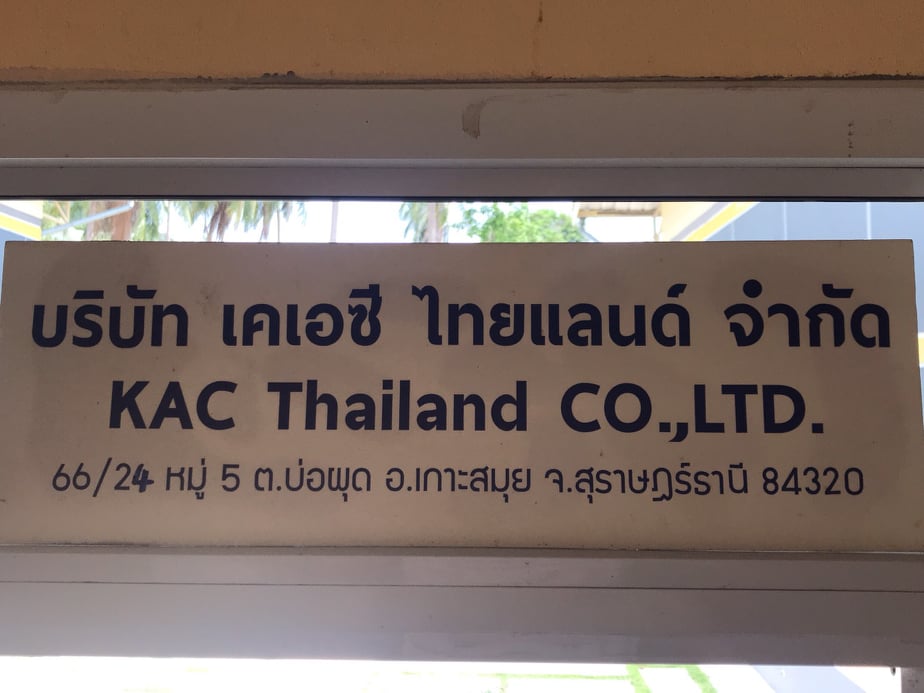 บริษัท เคเอซี ไทยแลนด์ จำกัด
KAC Thailand CO.,LTD.
66/24 หมู่ 5 ต.บ่อผุด อ.เกาะสมุย จ.สุราษฎร์ธานี 84320